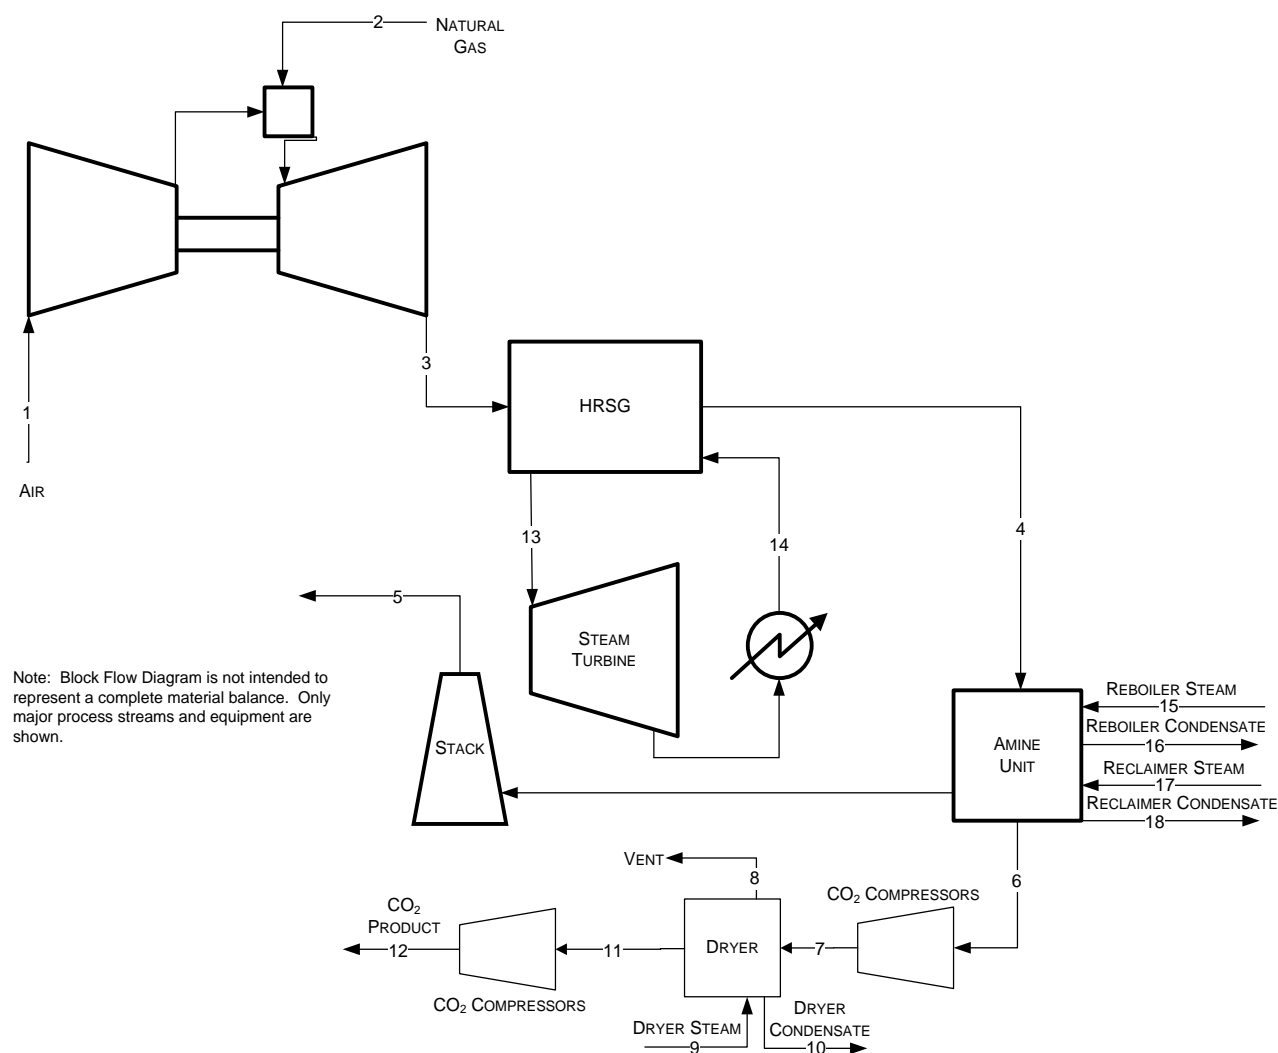 2
NATURAL
GAS
3
1
HRSG
AIR
13
14
4
5
STEAM
TURBINE
Note:  Block Flow Diagram is not intended to
represent a complete material balance.  Only
major process streams and equipment are
shown.
STACK
AMINE
UNIT
REBOILER STEAM
15
REBOILER CONDENSATE
16
RECLAIMER STEAM
17
RECLAIMER CONDENSATE
18
VENT
8
6
CO₂ COMPRESSORS
CO₂
PRODUCT
12
11
DRYER
7
CO₂ COMPRESSORS
DRYER STEAM
9
DRYER
CONDENSATE
10